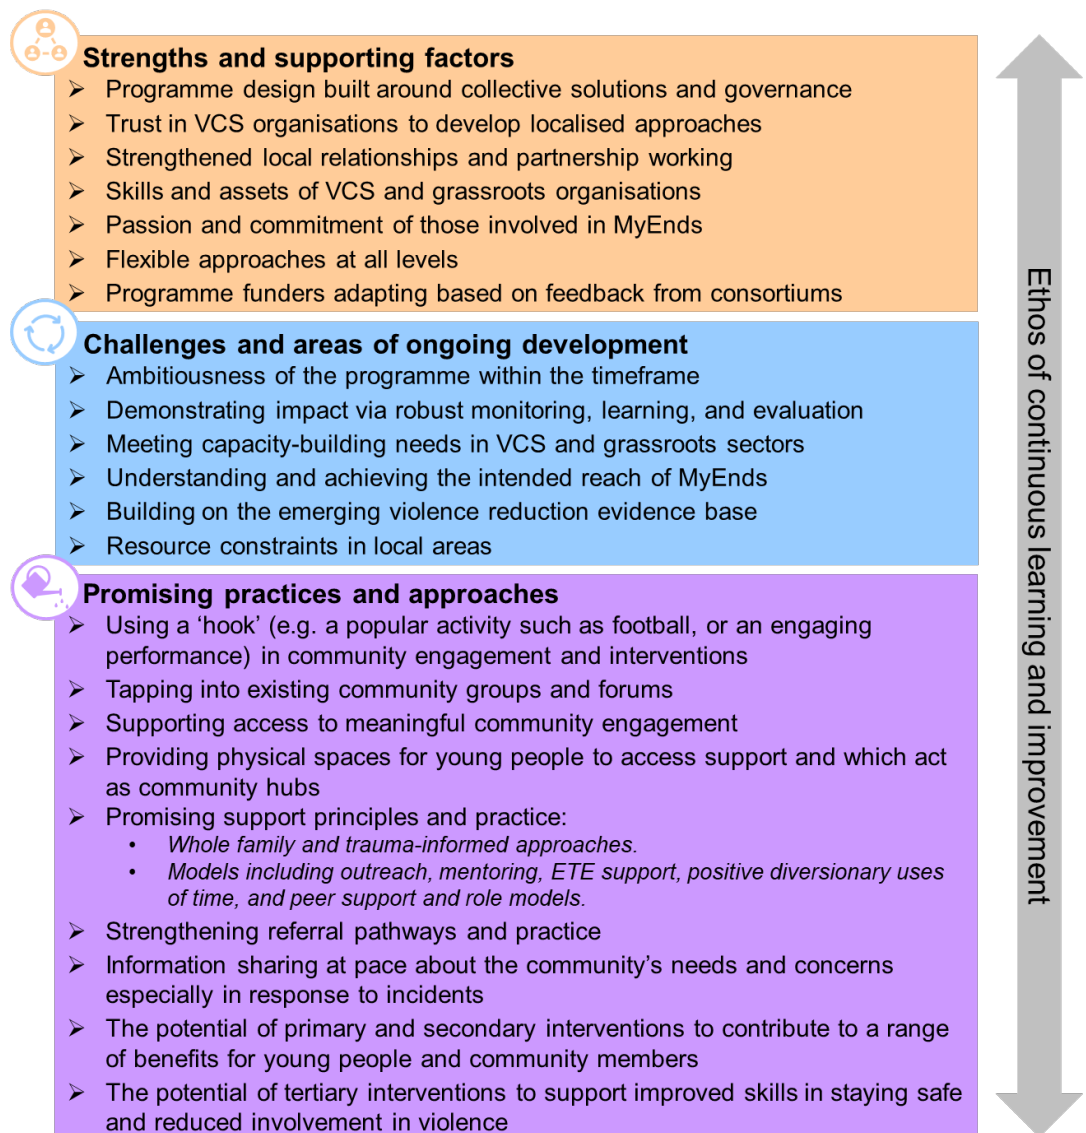 Strengths and supporting factors
➢ Programme design built around collective solutions and governance
➢ Trust in VCS organisations to develop localised approaches
➢ Strengthened local relationships and partnership working
➢ Skills and assets of VCS and grassroots organisations
➢ Passion and commitment of those involved in MyEnds
➢ Flexible approaches at all levels
➢ Programme funders adapting based on feedback from consortiums
Challenges and areas of ongoing development
➢ Ambitiousness of the programme within the timeframe
➢ Demonstrating impact via robust monitoring, learning, and evaluation
➢ Meeting capacity-building needs in VCS and grassroots sectors
➢ Understanding and achieving the intended reach of MyEnds
➢ Building on the emerging violence reduction evidence base
➢ Resource constraints in local areas
Promising practices and approaches
➢ Using a ‘hook’ (e.g. a popular activity such as football, or an engaging
performance) in community engagement and interventions
➢ Tapping into existing community groups and forums
➢ Supporting access to meaningful community engagement
➢ Providing physical spaces for young people to access support and which act
as community hubs
➢ Promising support principles and practice:
• Whole family and trauma-informed approaches.
• Models including outreach, mentoring, ETE support, positive diversionary uses
of time, and peer support and role models.
➢ Strengthening referral pathways and practice
➢ Information sharing at pace about the community’s needs and concerns
especially in response to incidents
➢ The potential of primary and secondary interventions to contribute to a range
of benefits for young people and community members
➢ The potential of tertiary interventions to support improved skills in staying safe
and reduced involvement in violence
Ethos of continuous learning and improvement